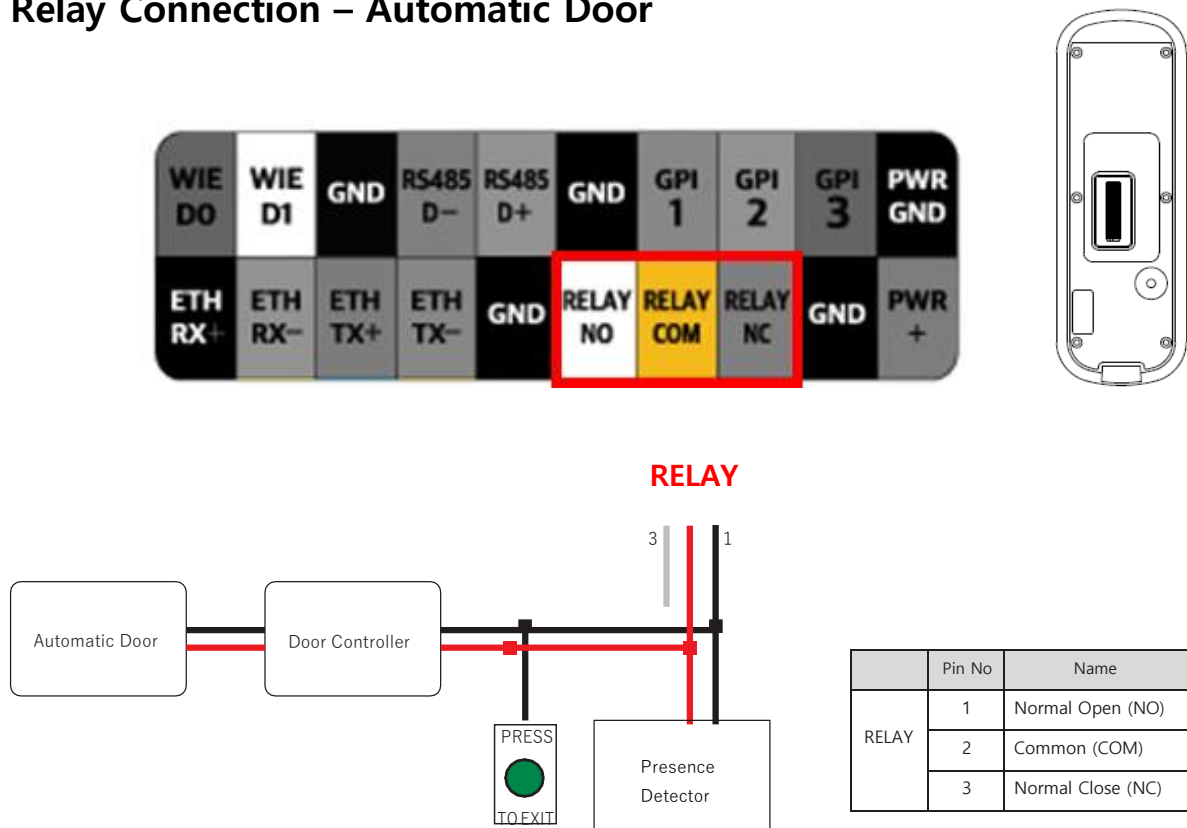 Relay Connection – Automatic Door
WIE D0
WIE D1
GND
RS485 D−
RS485 D+
GND
GPI 1
GPI 2
GPI 3
PWR GND
ETH RX+
ETH RX−
ETH TX+
ETH TX−
GND
RELAY NO
RELAY COM
RELAY NC
GND
PWR +
RELAY
3
1
Automatic Door
Door Controller
PRESS
TO EXIT
Presence
Detector
Pin No Name
RELAY
1 Normal Open (NO)
2 Common (COM)
3 Normal Close (NC)